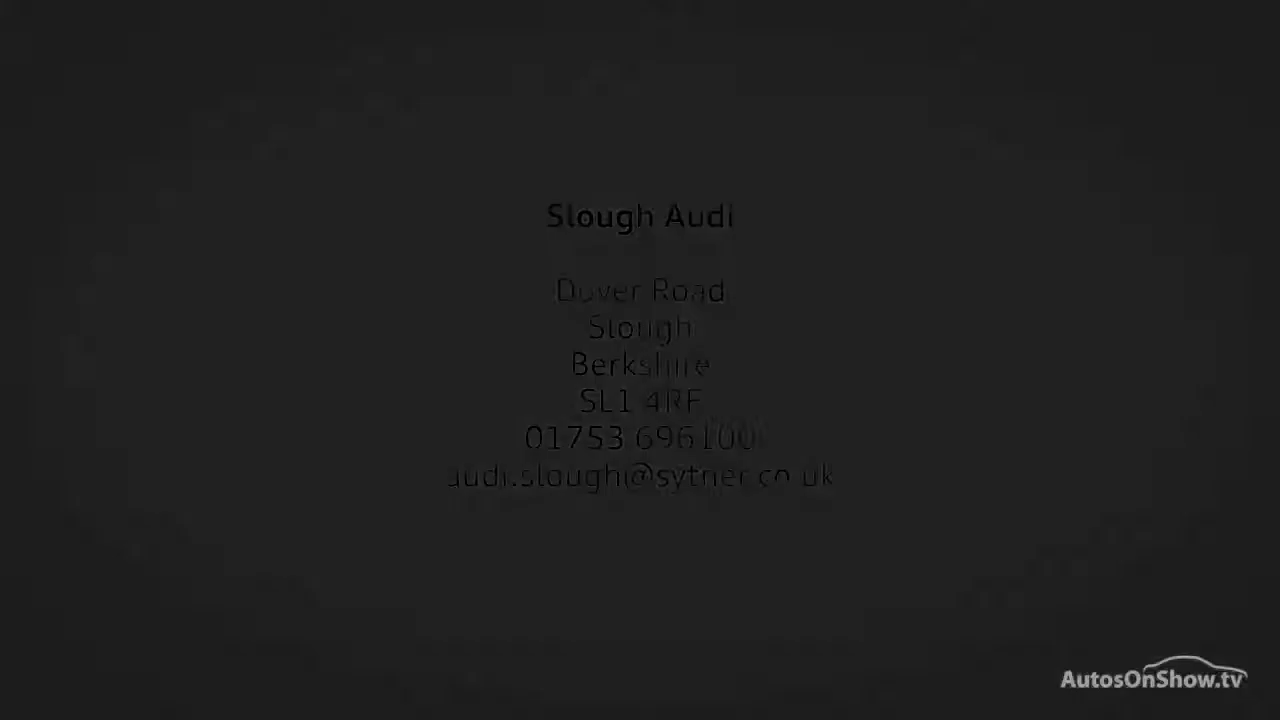 Slough Audi
Dover Road
Slough
Berkshire
SL1 4RF
01753 696100
audi.slough@sytner.co.uk
AutosOnShow.tv